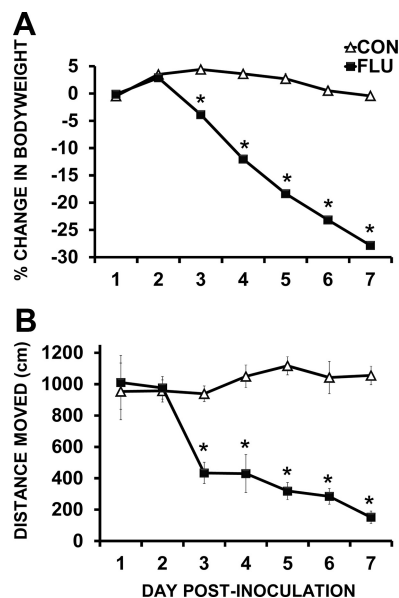 A
CON
FLU
% CHANGE IN BODYWEIGHT
5
0
-5
-10
-15
-20
-25
-30
* * * * *
1 2 3 4 5 6 7
B
DISTANCE MOVED (cm)
1200
1000
800
600
400
200
0
* * * * *
1 2 3 4 5 6 7
DAY POST-INOCULATION